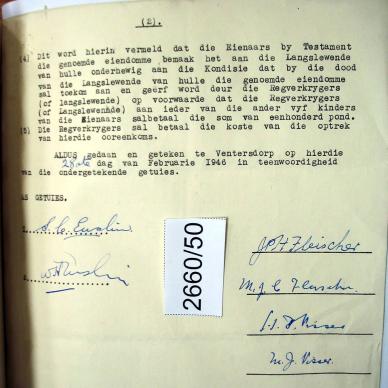 (2).
(4) Dit word hierin vermeld dat die Eienaars by Testament
die genoemde eiendomme bemaak het aan die Langslewende
van hulle onderhewig aan die Kondisie dat by die dood
van die Langslewende van hulle die genoemde eiendomme
sal toekom aan en geërf word deur die Regverkrygers
(of langslewende) op voorwaarde dat die Regverkrygers
(of Langslewende) aan ieder van die ander vyf kinders
van die Eienaars sal betaal die som van eenhonderd pond.
(5) Die Regverkrygers sal betaal die koste van die optrek
van hierdie ooreenkoms.
ALDUS gedaan en geteken te Ventersdorp op hierdie
28ste dag van Februarie 1946 in teenwoordigheid
van die ondergetekende getuies.
AS GETUIES.
J P H Fleischer
2660/50
M. J. Visser.